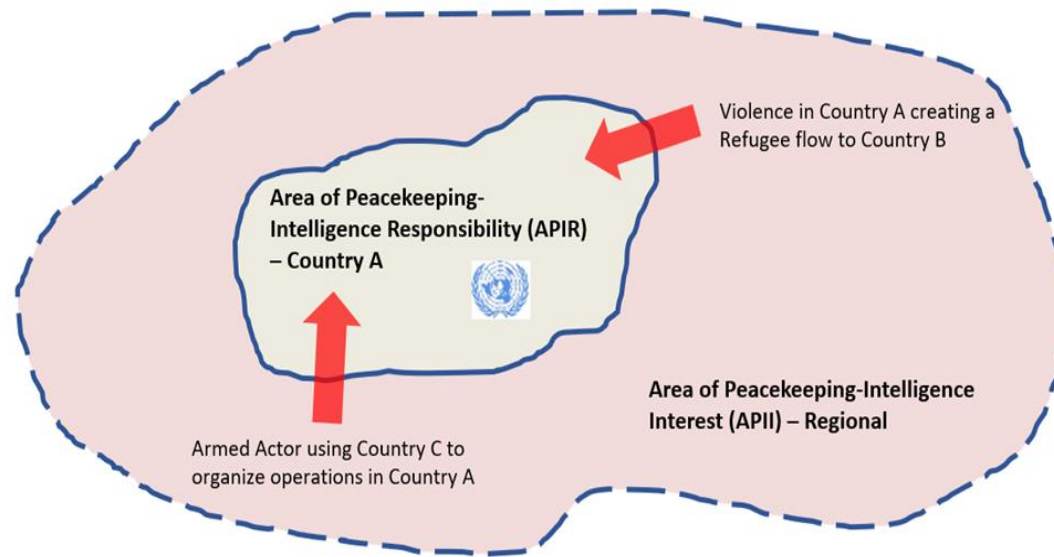 Violence in Country A creating a
Refugee flow to Country B
Area of Peacekeeping-
Intelligence Responsibility (APIR)
– Country A
Area of Peacekeeping-Intelligence
Interest (APII) – Regional
Armed Actor using Country C to
organize operations in Country A